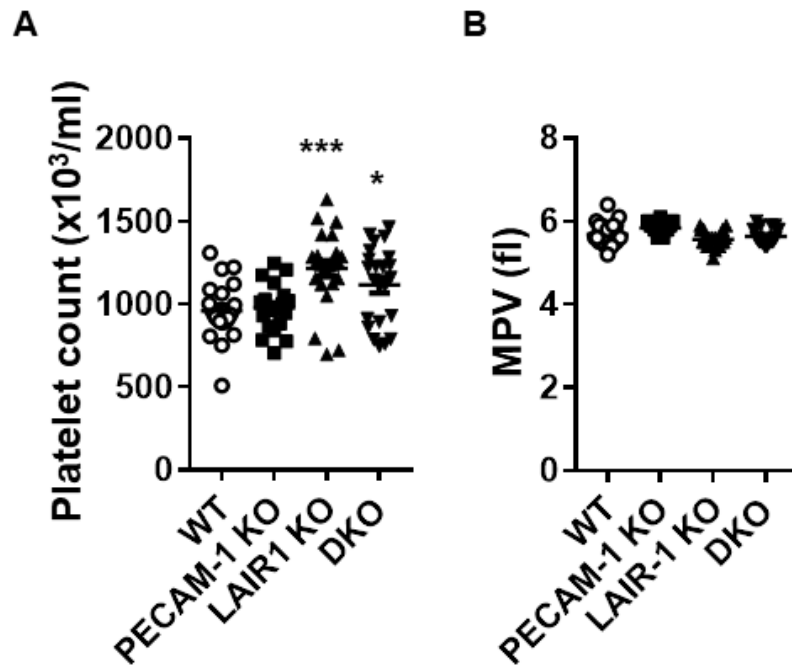 A
B
Platelet count (x10³/ml)
2000
1500
1000
500
0
***
*
WT
PECAM-1 KO
LAIR1 KO
DKO
MPV (fl)
8
6
4
2
0
WT
PECAM-1 KO
LAIR-1 KO
DKO